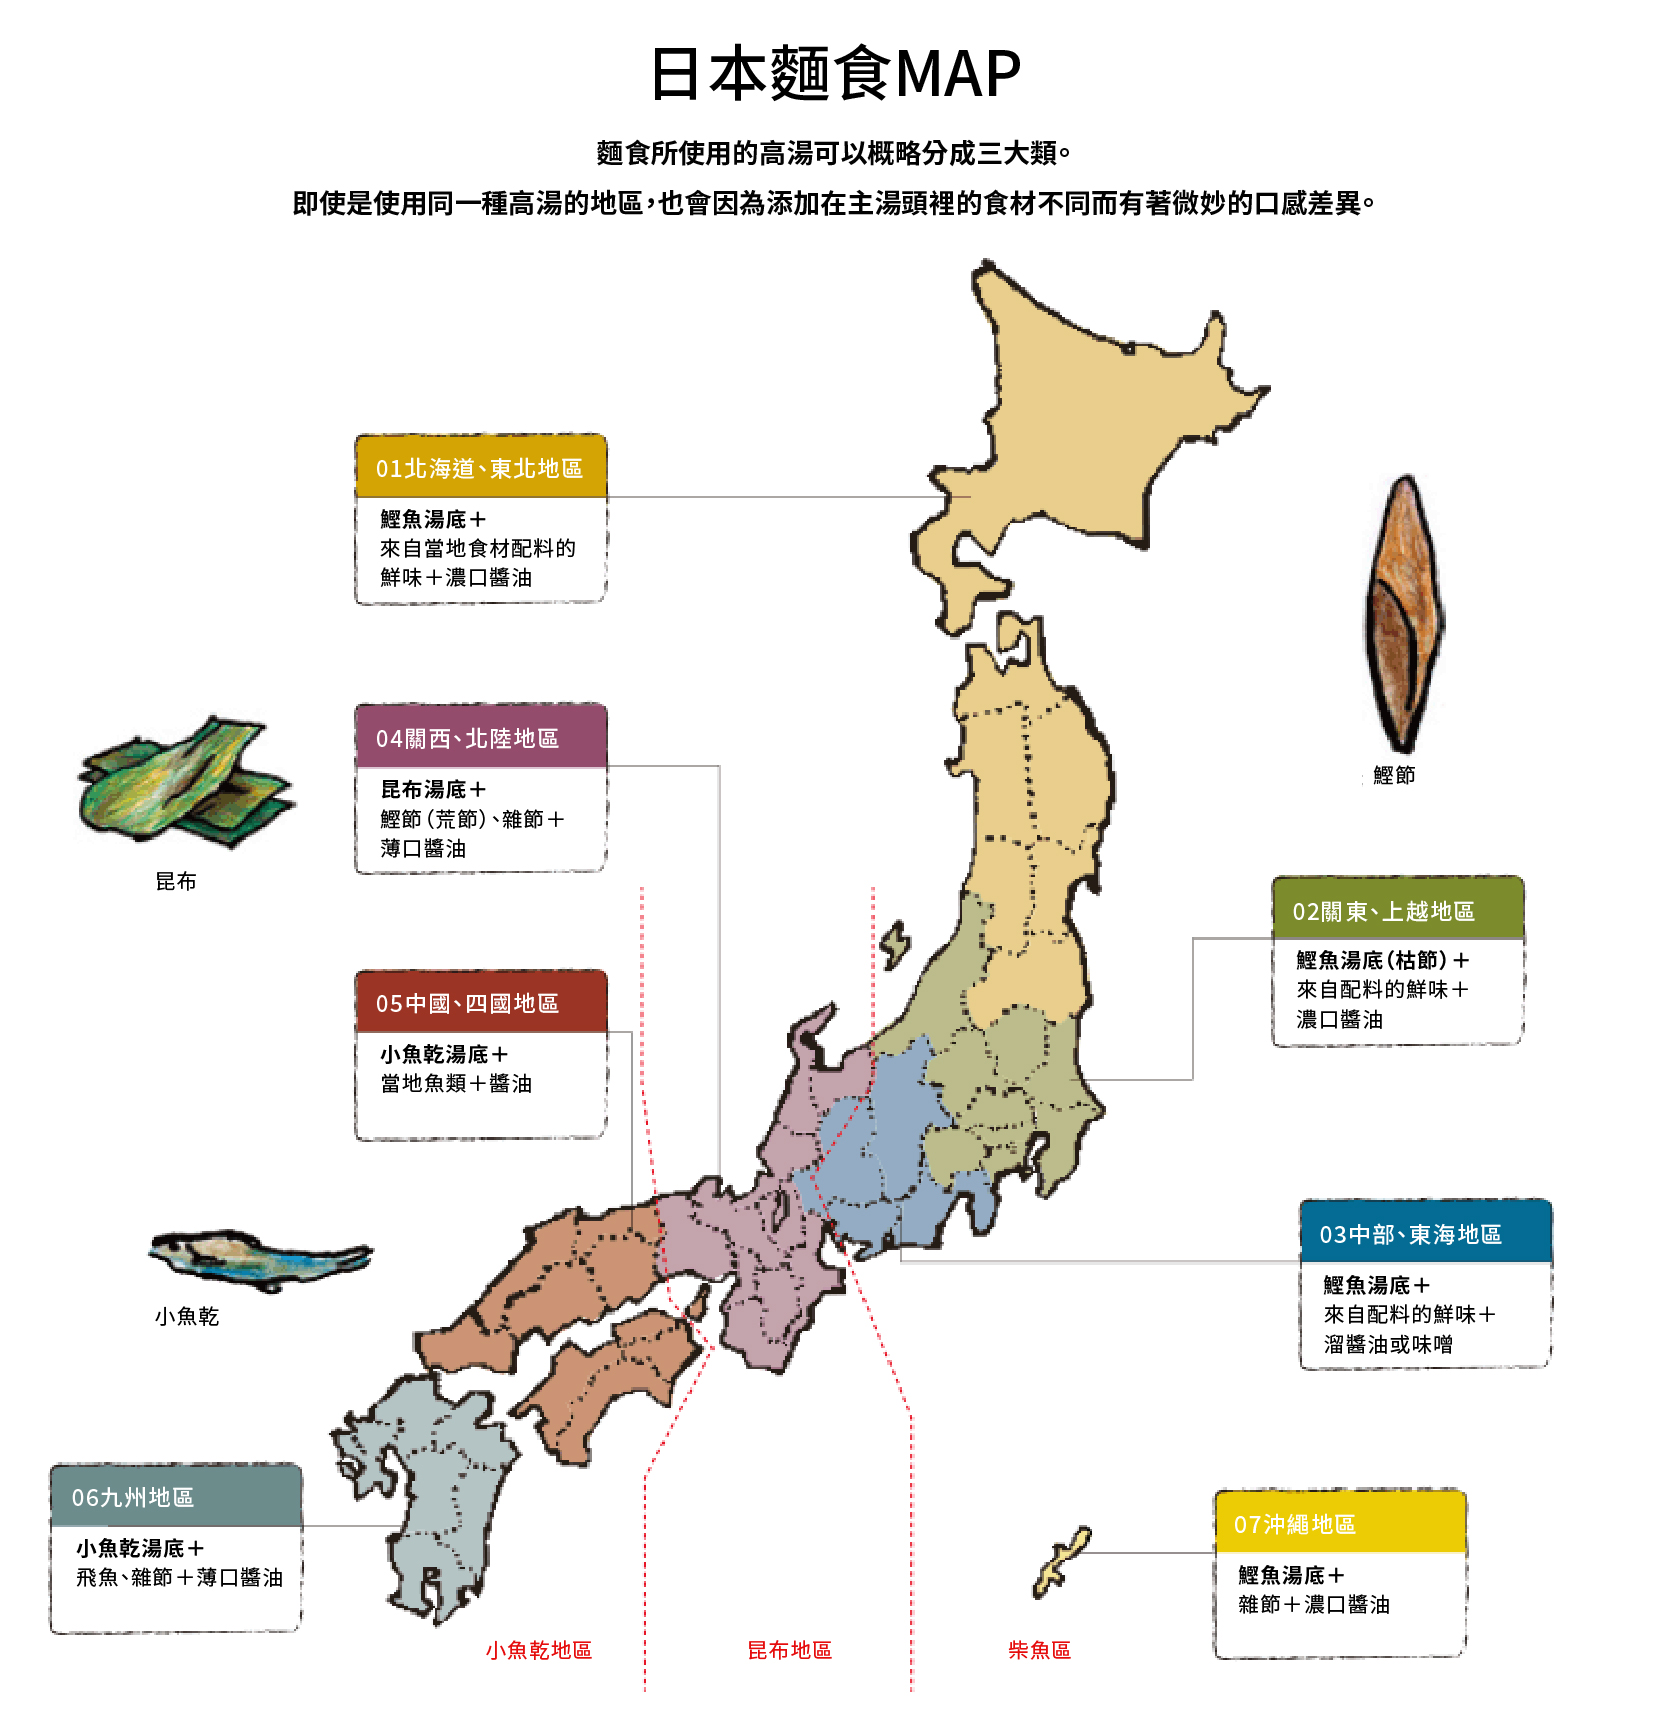 日本麵食MAP
麵食所使用的高湯可以概略分成三大類。
即使是使用同一種高湯的地區，也會因為添加在主湯頭裡的食材不同而有著微妙的口感差異。
01北海道、東北地區
鰹魚湯底＋
來自當地食材配料的
鮮味＋濃口醬油
鰹節
04關西、北陸地區
昆布湯底＋
鰹節（荒節）、雜節＋
薄口醬油
昆布
02關東、上越地區
鰹魚湯底（枯節）＋
來自配料的鮮味＋
濃口醬油
05中國、四國地區
小魚乾湯底＋
當地魚類＋醬油
小魚乾
03中部、東海地區
鰹魚湯底＋
來自配料的鮮味＋
溜醬油或味噌
06九州地區
小魚乾湯底＋
飛魚、雜節＋薄口醬油
07沖繩地區
鰹魚湯底＋
雜節＋濃口醬油
小魚乾地區
昆布地區
柴魚區